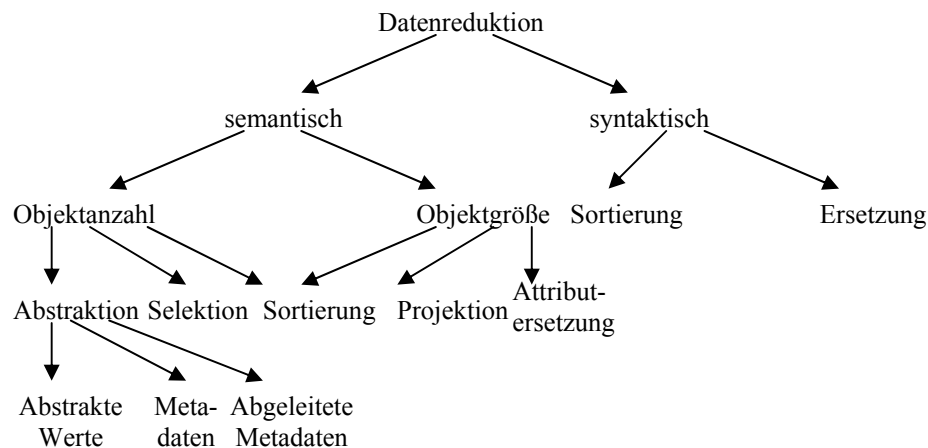 Datenreduktion
semantisch syntaktisch
Objektanzahl Objektgröße Sortierung Ersetzung
Abstraktion Selektion Sortierung Projektion Attribut-
ersetzung
Abstrakte Meta- Abgeleitete
Werte daten Metadaten